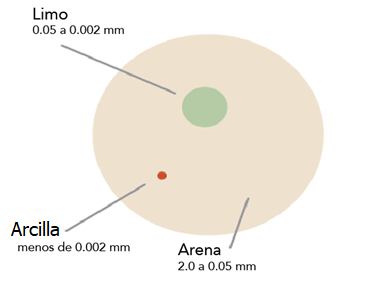 Limo
0.05 a 0.002 mm
Arcilla
menos de 0.002 mm
Arena
2.0 a 0.05 mm